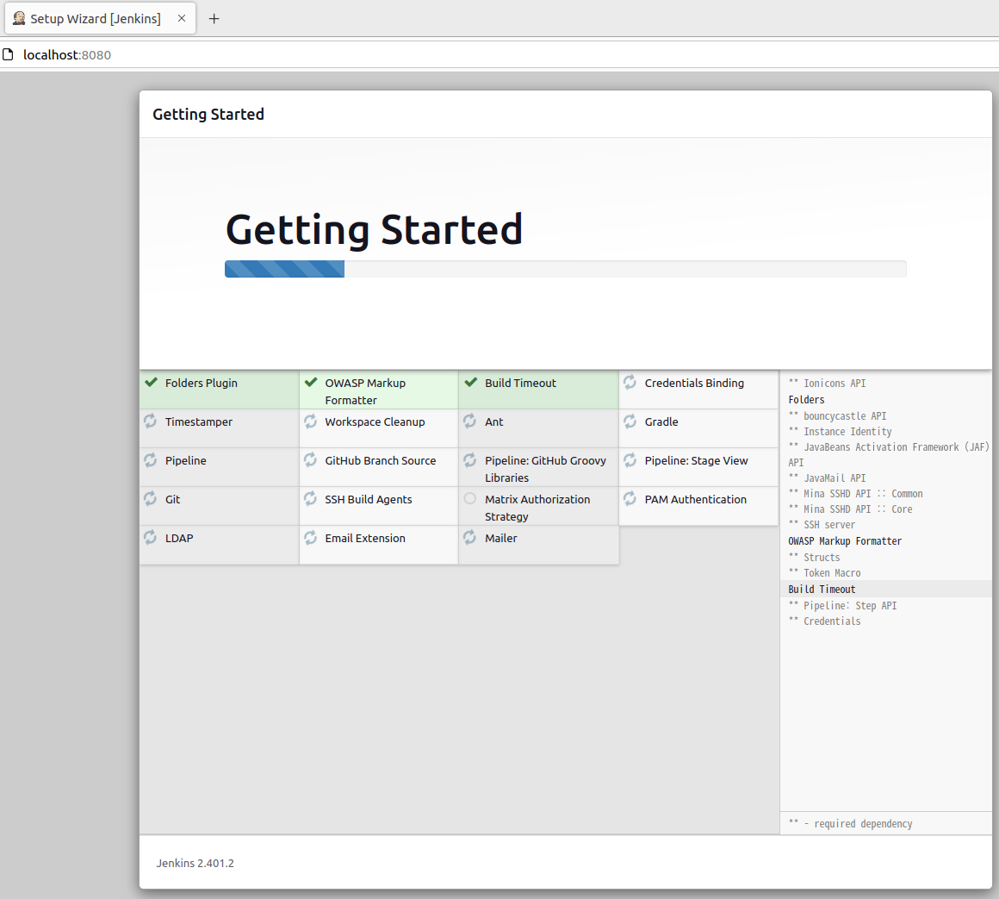 Setup Wizard [Jenkins]
localhost:8080
Getting Started
Getting Started
Folders Plugin
OWASP Markup
Formatter
Build Timeout
Credentials Binding
Timestamper
Workspace Cleanup
Ant
Gradle
Pipeline
GitHub Branch Source
Pipeline: GitHub Groovy
Libraries
Pipeline: Stage View
Git
SSH Build Agents
Matrix Authorization
Strategy
PAM Authentication
LDAP
Email Extension
Mailer
** Ionicons API
Folders
** bouncycastle API
** Instance Identity
** JavaBeans Activation Framework (JAF)
API
** JavaMail API
** Mina SSHD API :: Common
** Mina SSHD API :: Core
** SSH server
OWASP Markup Formatter
** Structs
** Token Macro
Build Timeout
** Pipeline: Step API
** Credentials
** - required dependency
Jenkins 2.401.2